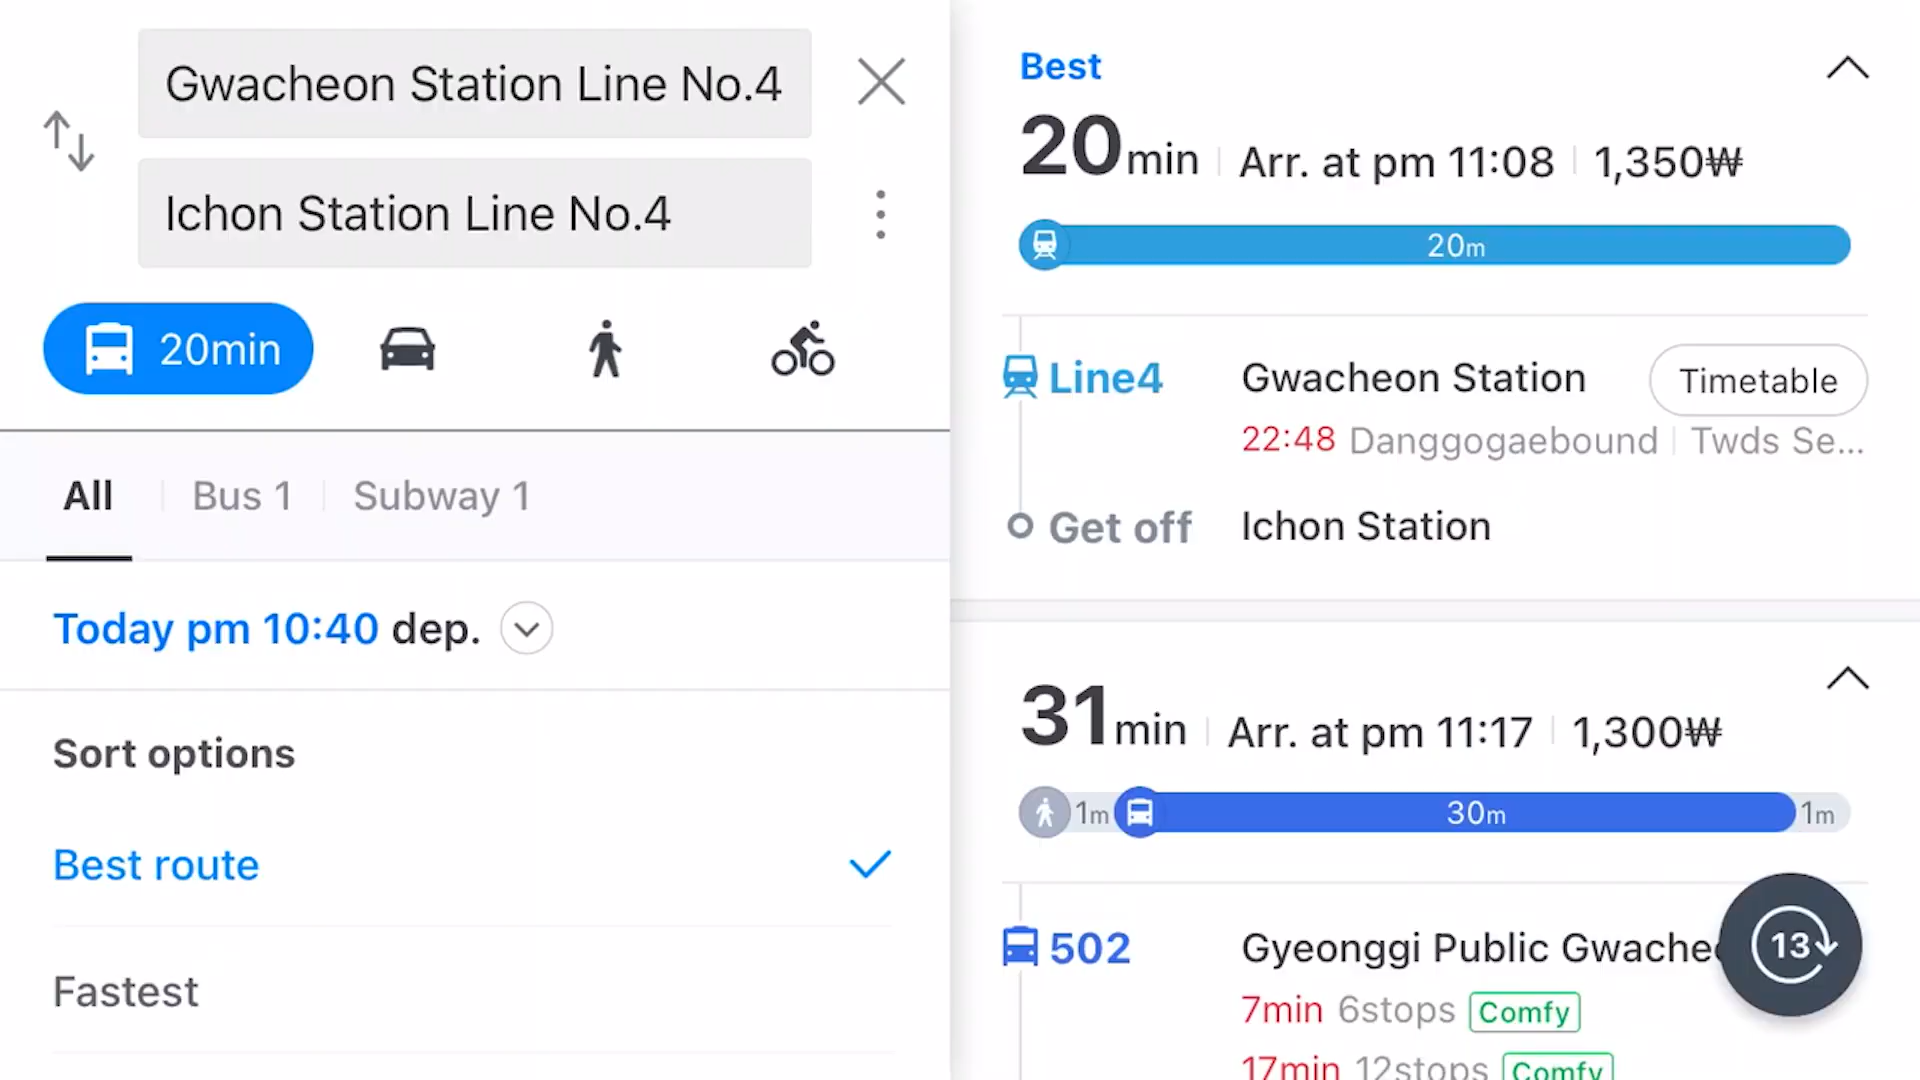 Gwacheon Station Line No.4
Ichon Station Line No.4
20min
All
Bus 1
Subway 1
Today pm 10:40 dep.
Sort options
Best route
Fastest
Best
20min Arr. at pm 11:08 1,350₩
20m
Line4 Gwacheon Station Timetable
22:48 Danggogaebound Twds Se...
Get off Ichon Station
31min Arr. at pm 11:17 1,300₩
1m 30m 1m
502 Gyeonggi Public
13
7min 6stops Comfy
17min 12stops Comfy